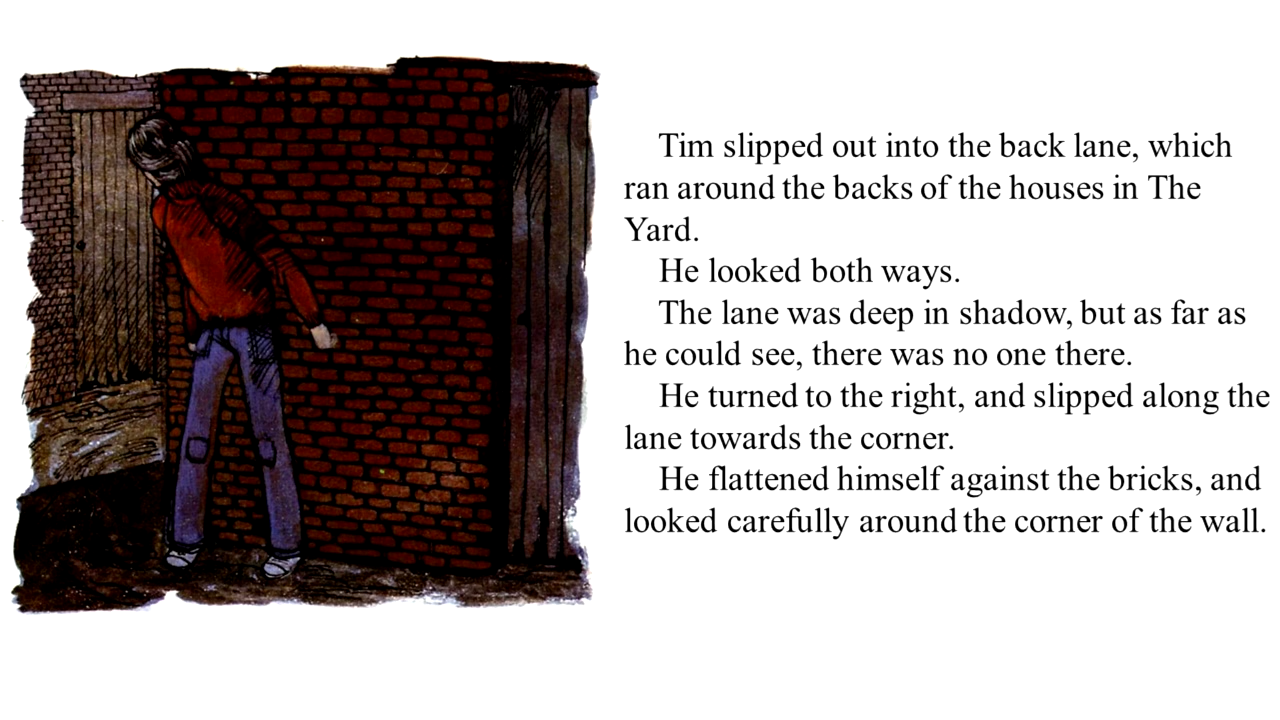 Tim slipped out into the back lane, which
ran around the backs of the houses in The
Yard.
He looked both ways.
The lane was deep in shadow, but as far as
he could see, there was no one there.
He turned to the right, and slipped along the
lane towards the corner.
He flattened himself against the bricks, and
looked carefully around the corner of the wall.